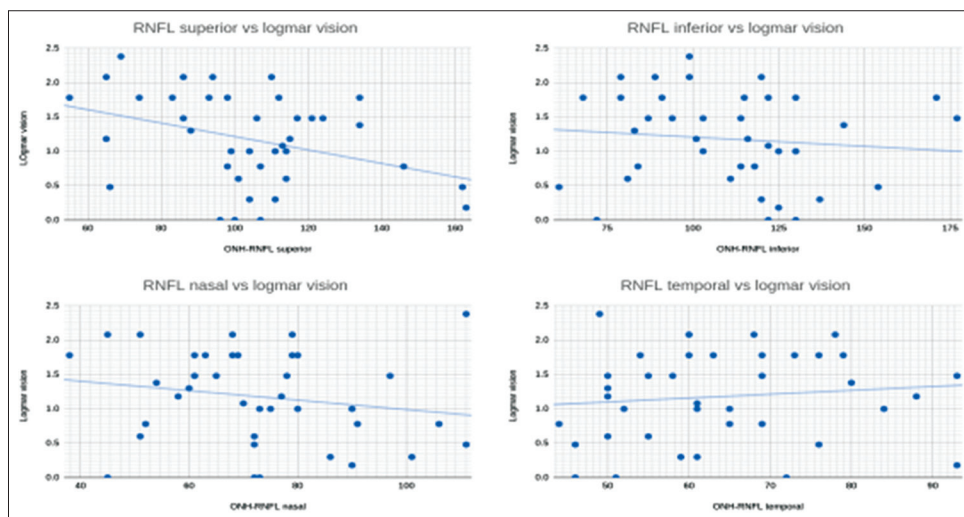 RNFL superior vs logmar vision
2.5
2.0
1.5
1.0
0.5
0.0
LOgmar vision
60 80 100 120 140 160
ONH-RNFL superior
RNFL inferior vs logmar vision
2.5
2.0
1.5
1.0
0.5
0.0
Logmar vision
75 100 125 150 175
ONH-RNFL inferior
RNFL nasal vs logmar vision
2.5
2.0
1.5
1.0
0.5
0.0
Logmar vision
40 60 80 100
ONH-RNFL nasal
RNFL temporal vs logmar vision
2.5
2.0
1.5
1.0
0.5
0.0
Logmar vision
50 60 70 80 90
ONH-RNFL temporal